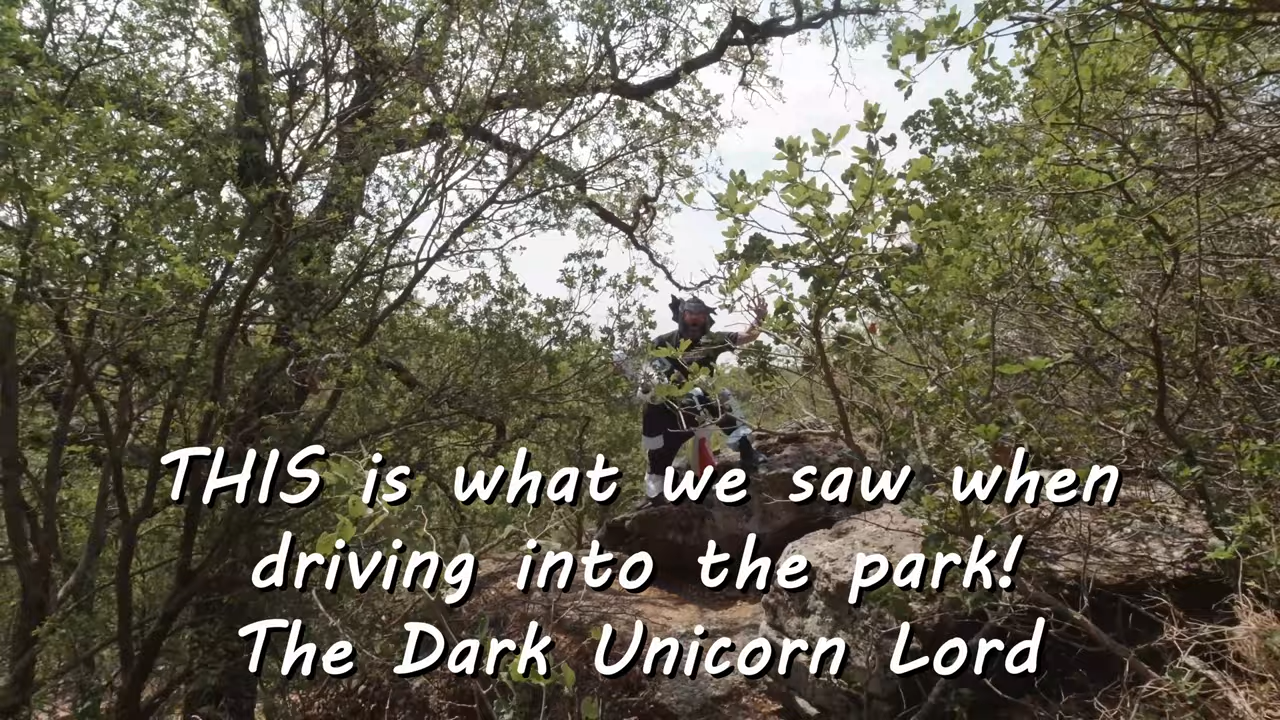 THIS is what we saw when
driving into the park!
The Dark Unicorn Lord